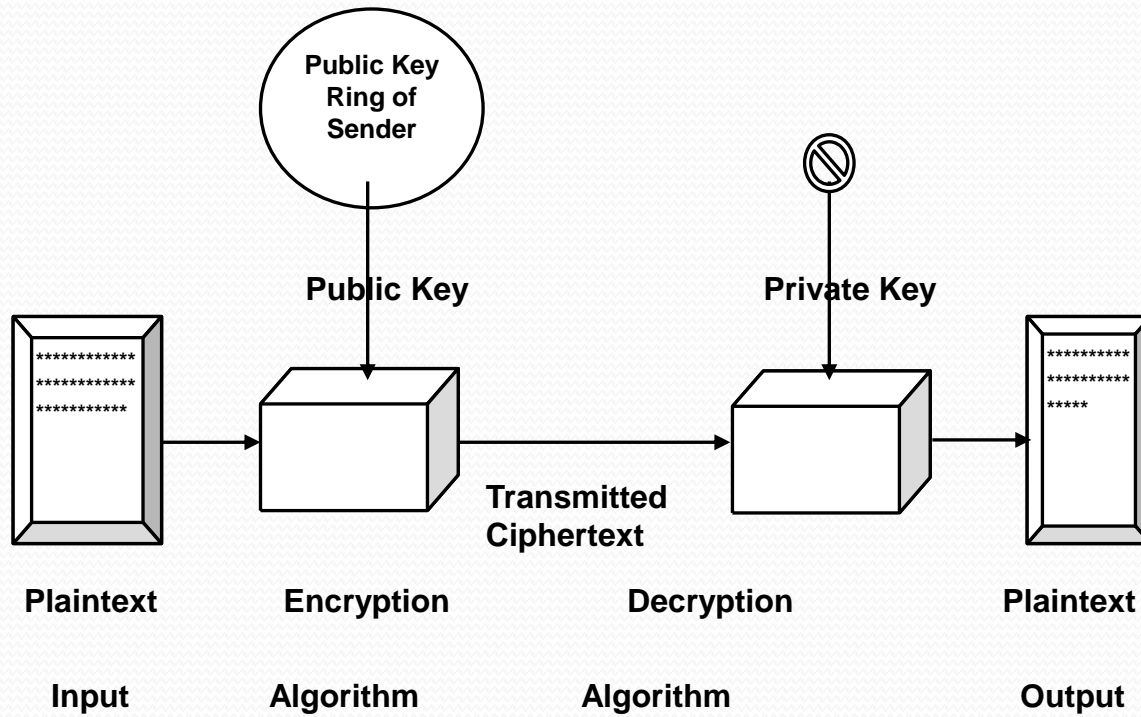 Public Key
Ring of
Sender
Public Key
Private Key
************
************
***********
**********
**********
*****
Transmitted
Ciphertext
Plaintext Encryption Decryption Plaintext
Input Algorithm Algorithm Output